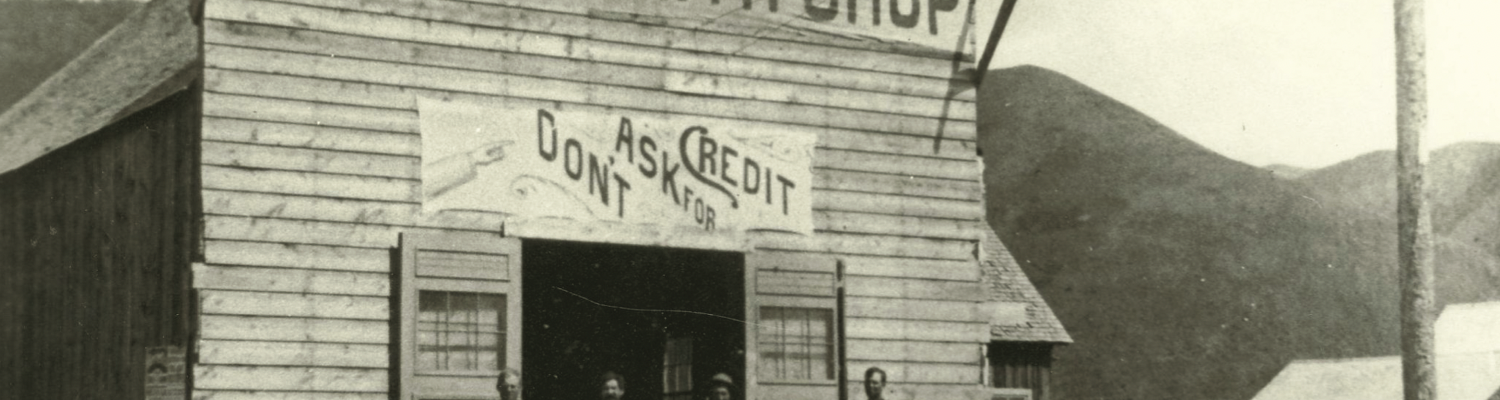 SHOP
DON'T ASK FOR CREDIT